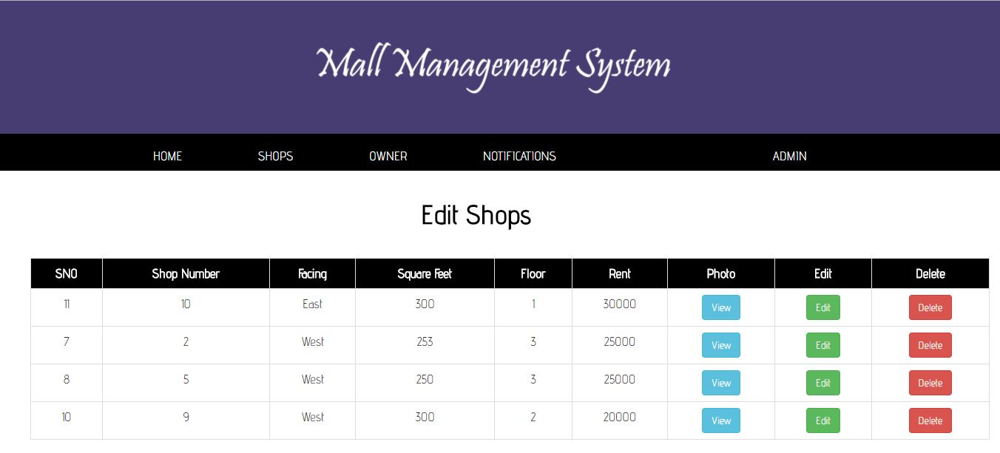 Mall Management System
HOME SHOPS OWNER NOTIFICATIONS ADMIN
Edit Shops
SNO Shop Number Facing Square Feet Floor Rent Photo Edit Delete
11 10 East 300 1 30000 View Edit Delete
7 2 West 253 3 25000 View Edit Delete
8 5 West 250 3 25000 View Edit Delete
10 9 West 300 2 20000 View Edit Delete